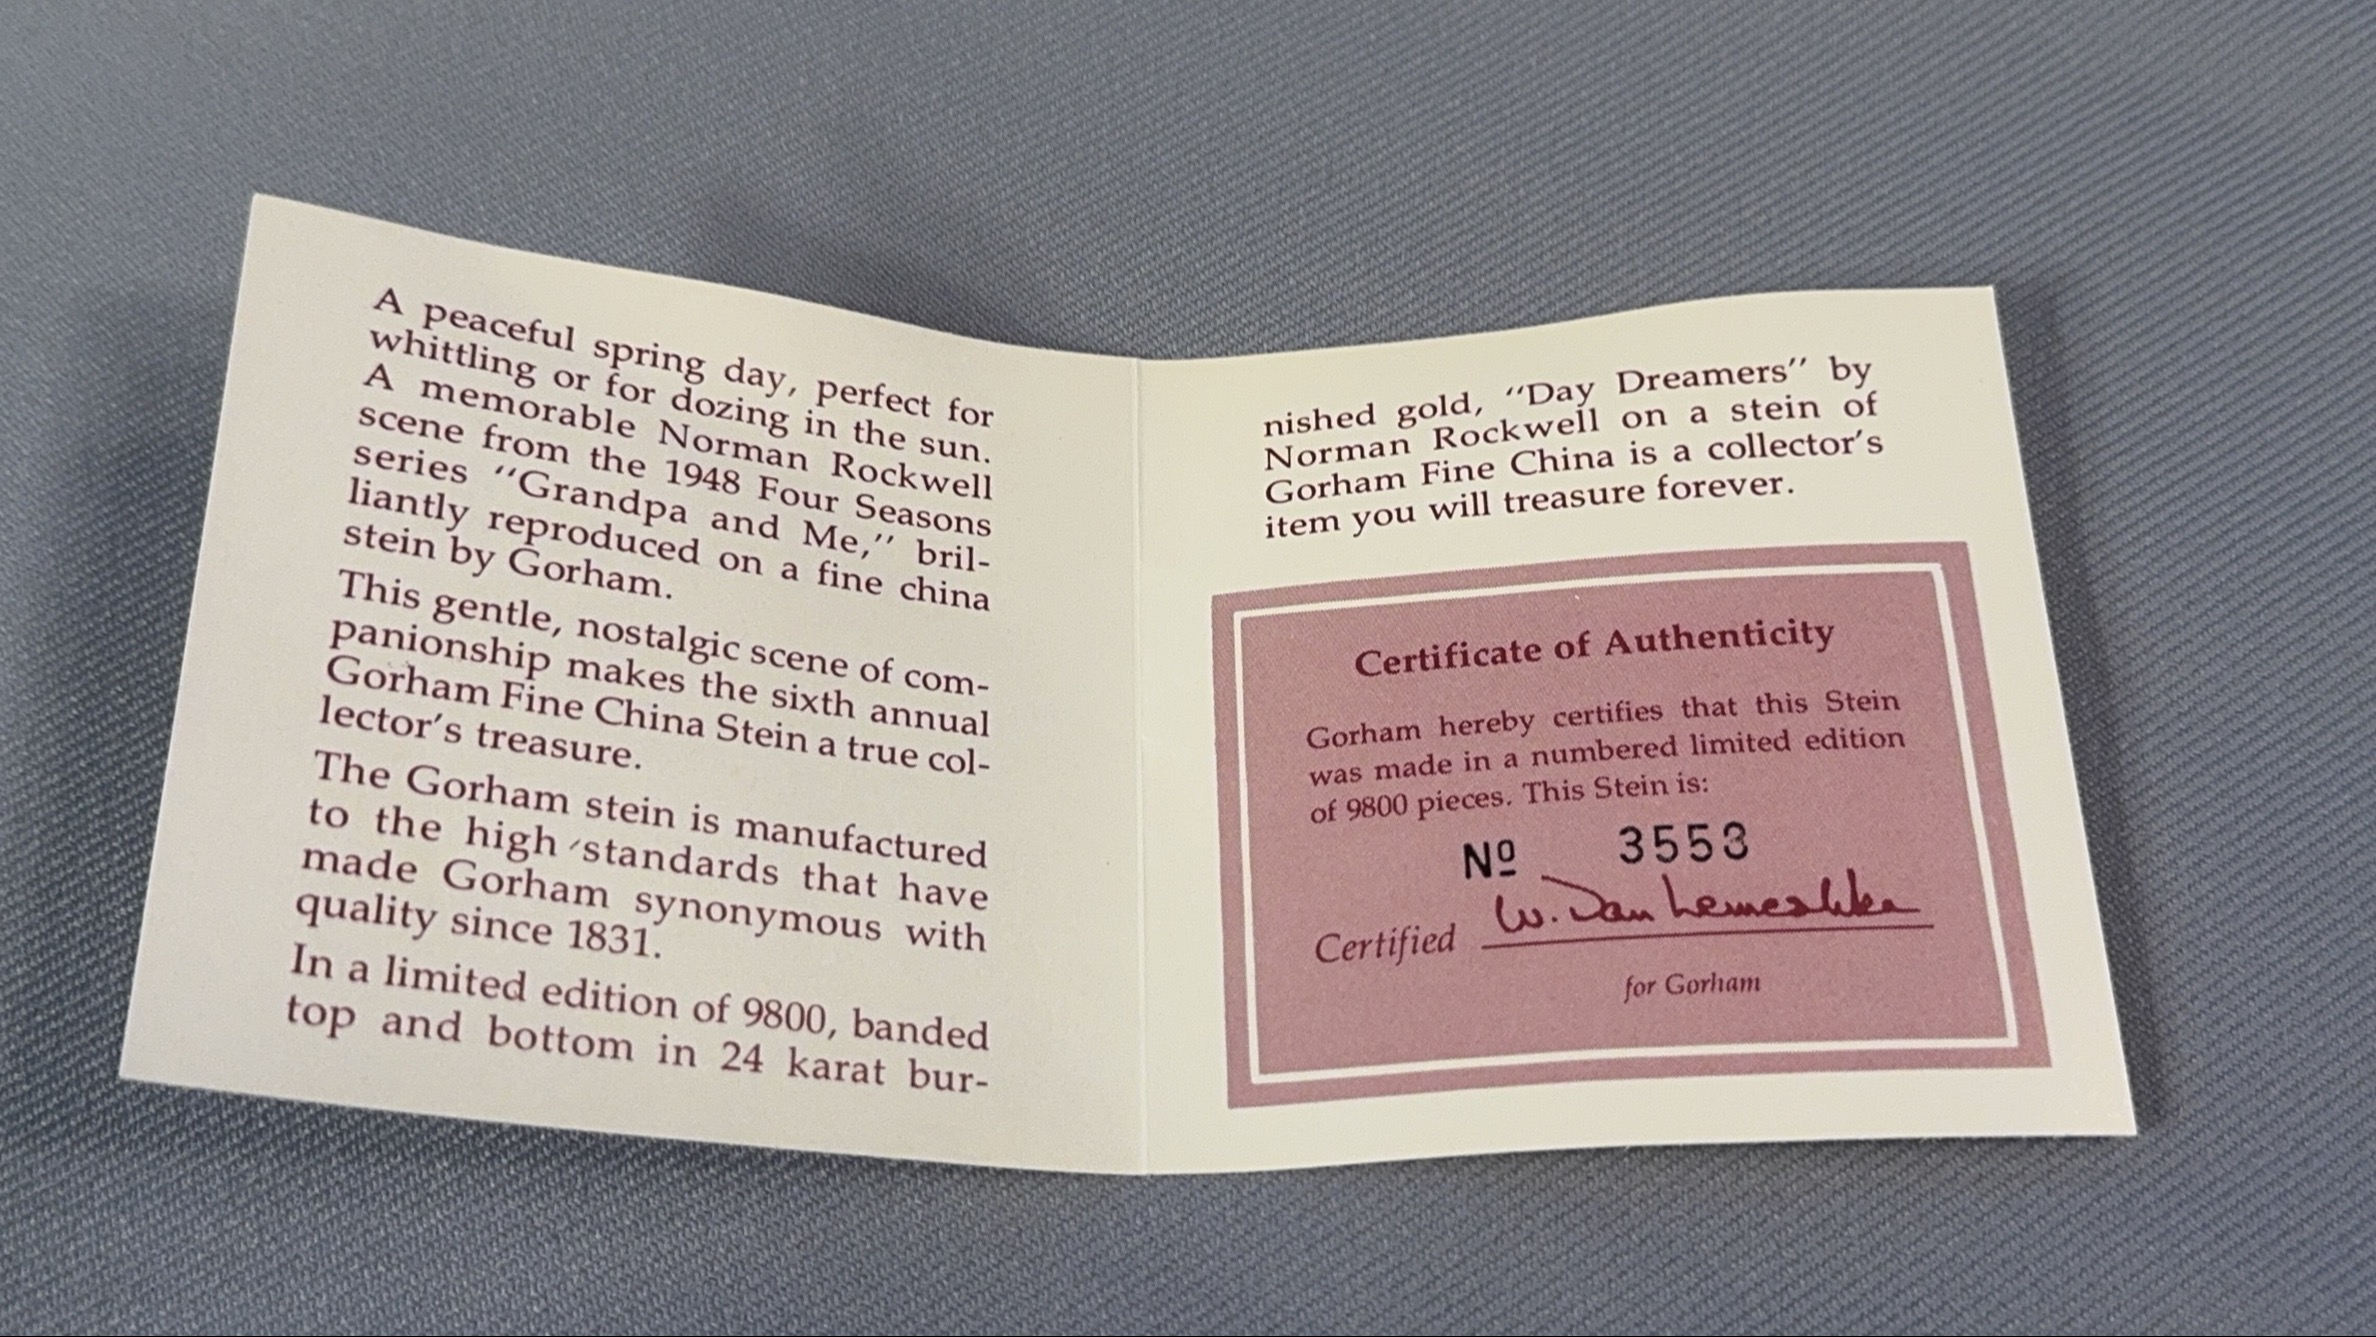 A peaceful spring day, perfect for
whittling or for dozing in the sun.
A memorable Norman Rockwell
scene from the 1948 Four Seasons
series "Grandpa and Me," bril-
liantly reproduced on a fine china
stein by Gorham.
This gentle, nostalgic scene of com-
panionship makes the sixth annual
Gorham Fine China Stein a true col-
lector's treasure.
The Gorham stein is manufactured
to the high standards that have
made Gorham synonymous with
quality since 1831.
In a limited edition of 9800, banded
top and bottom in 24 karat bur-
nished gold, "Day Dreamers" by
Norman Rockwell on a stein of
Gorham Fine China is a collector's
item you will treasure forever.
Certificate of Authenticity
Gorham hereby certifies that this Stein
was made in a numbered limited edition
of 9800 pieces. This Stein is:
Nº 3553
Certified W. Dan
for Gorham